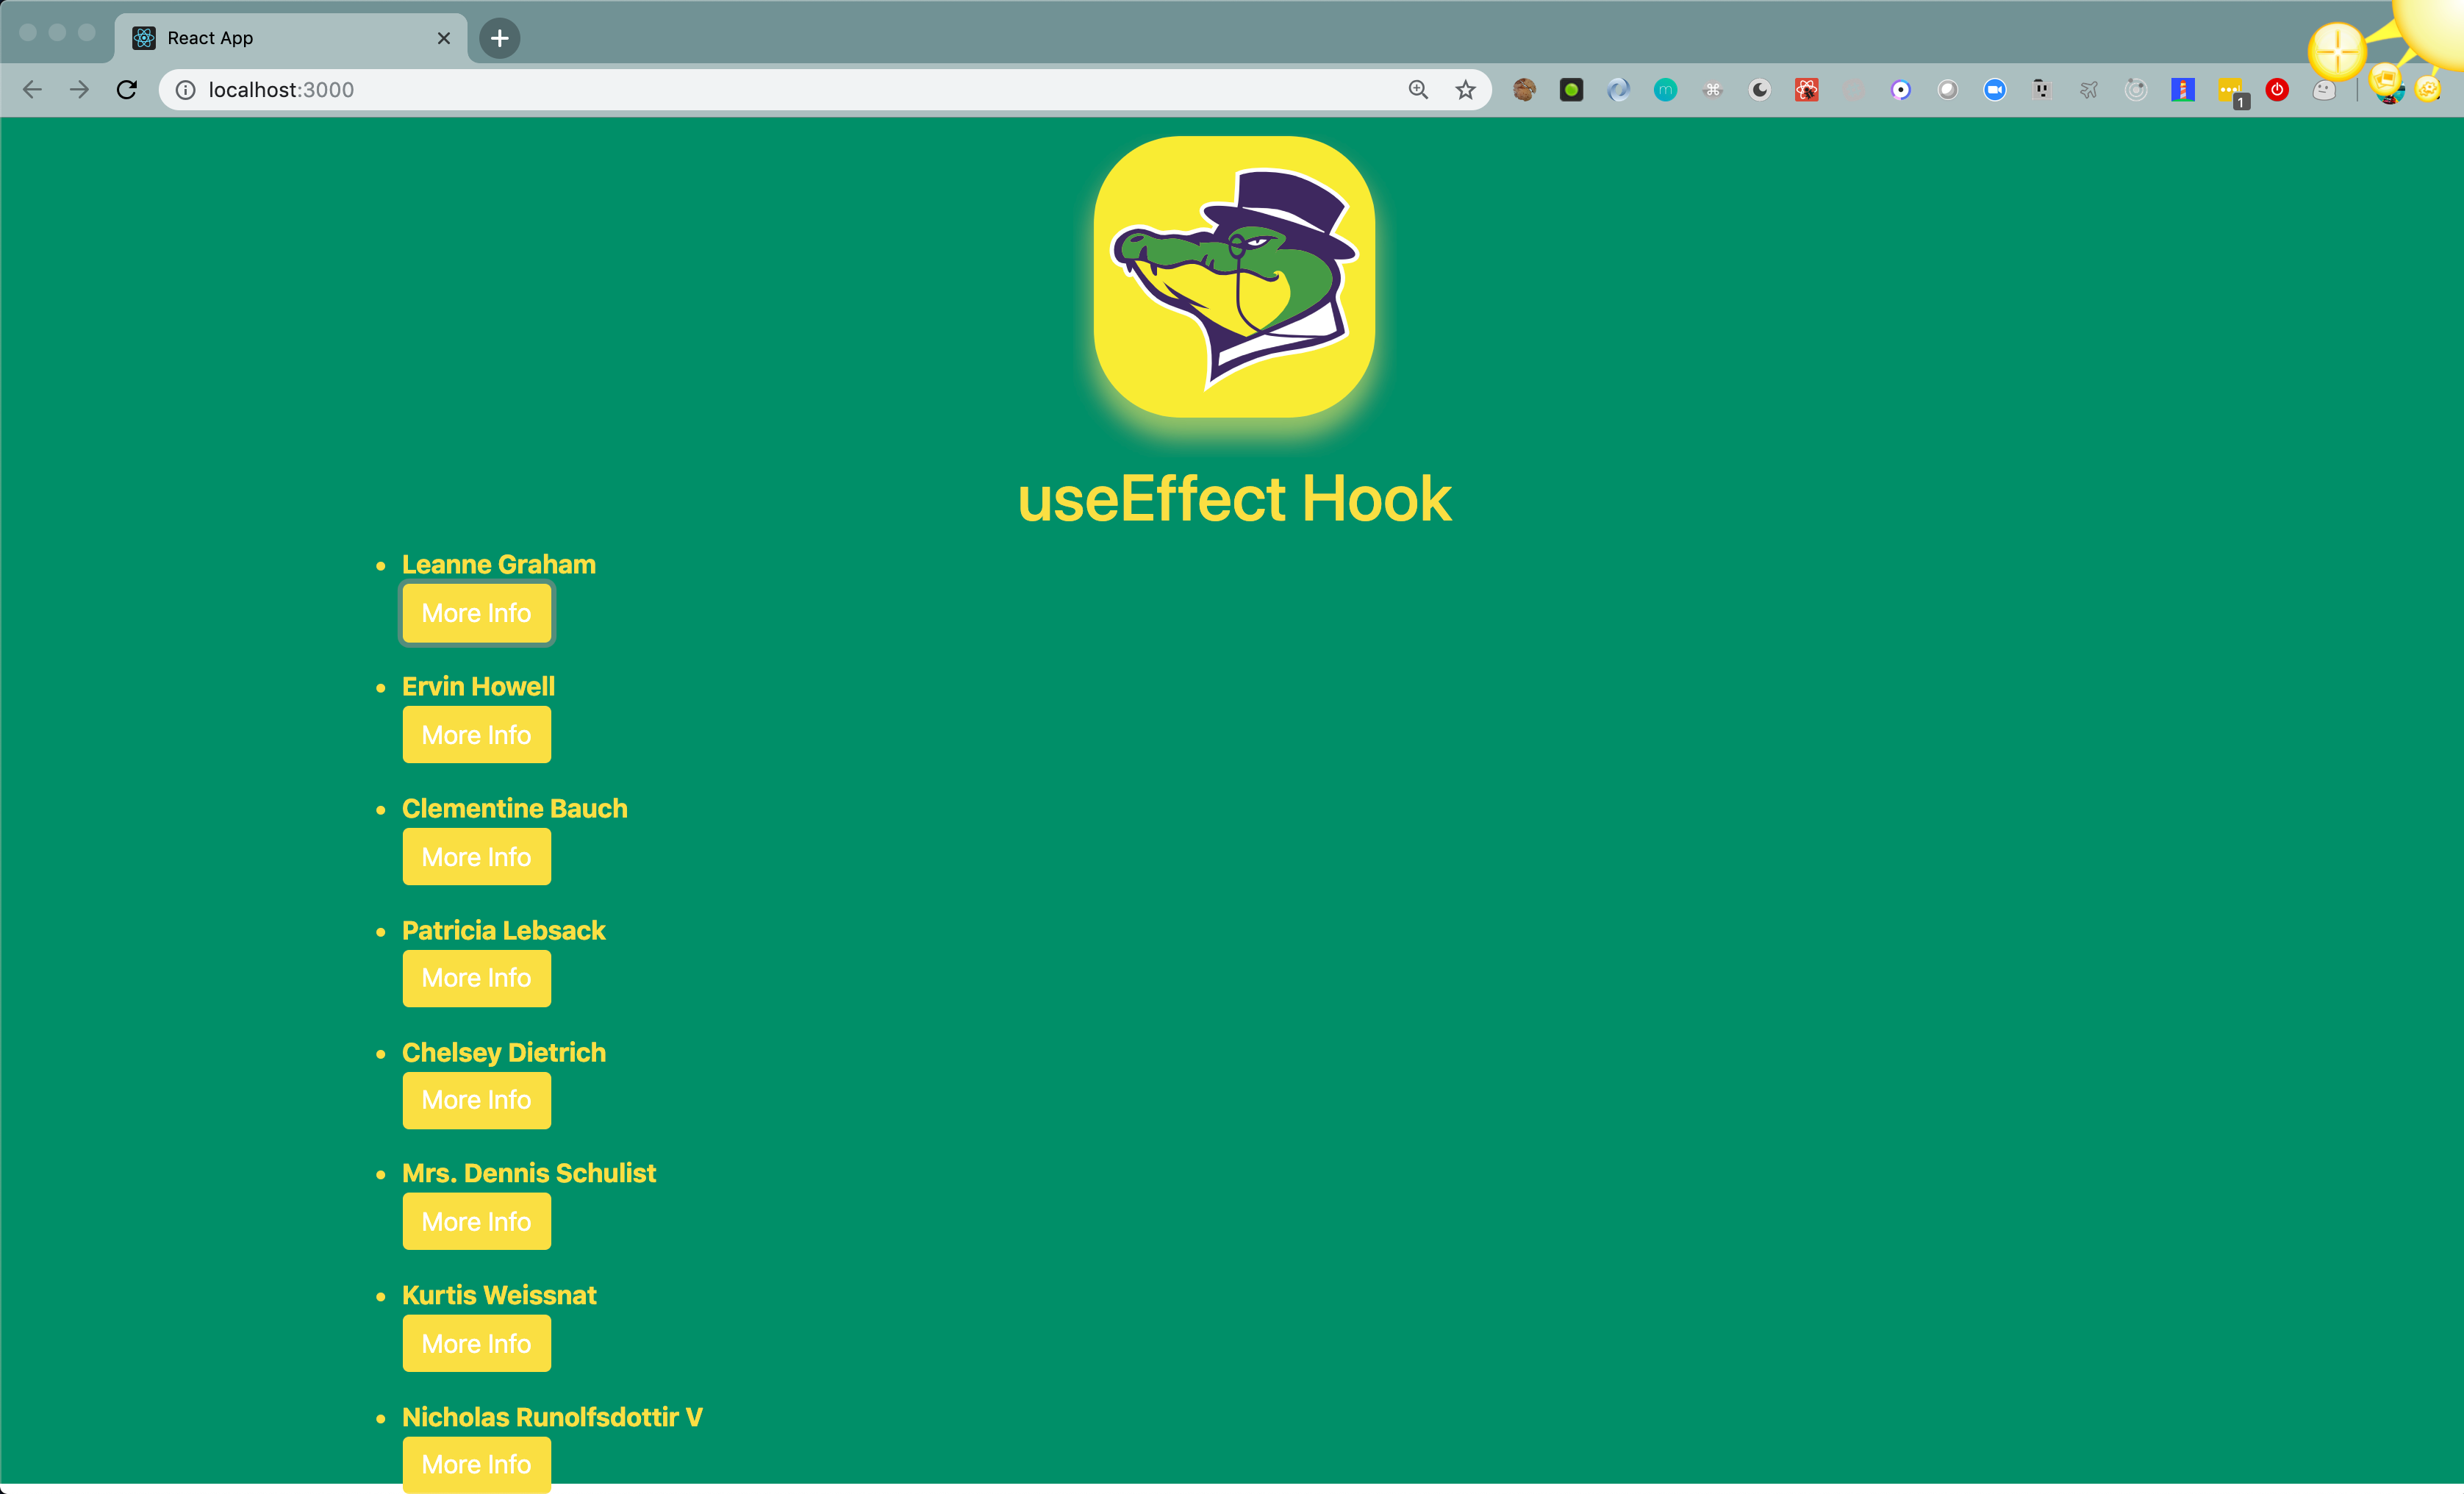 React App
localhost:3000
m
1
useEffect Hook
Leanne Graham
More Info
Ervin Howell
More Info
Clementine Bauch
More Info
Patricia Lebsack
More Info
Chelsey Dietrich
More Info
Mrs. Dennis Schulist
More Info
Kurtis Weissnat
More Info
Nicholas Runolfsdottir V
More Info